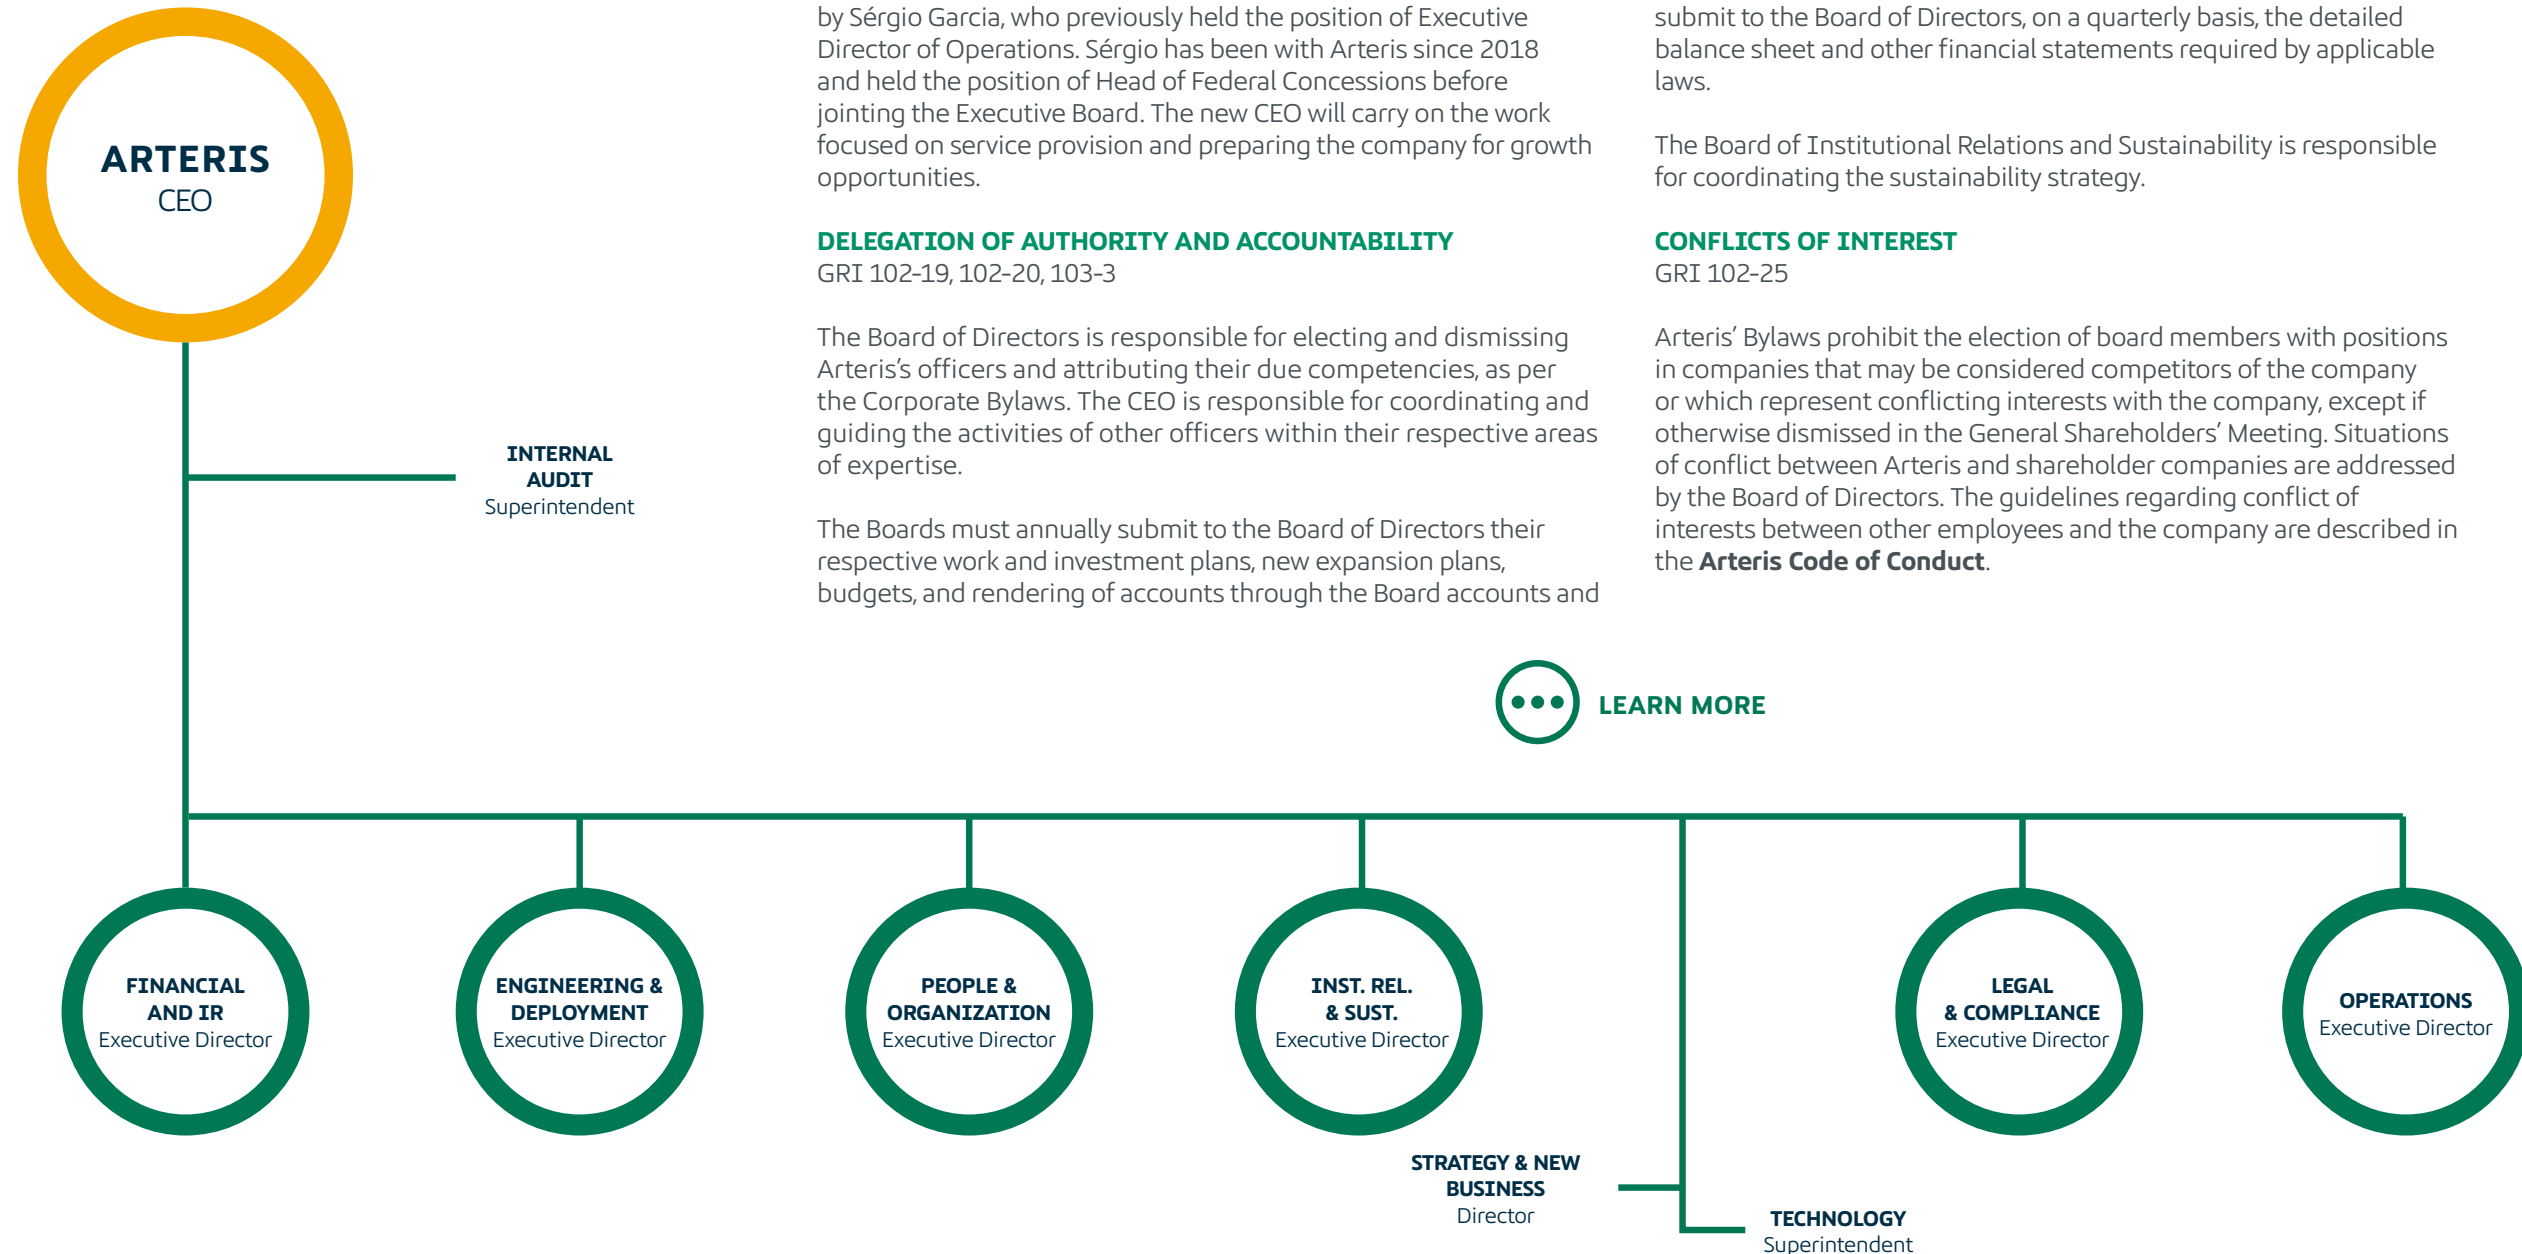 ARTERIS
CEO
INTERNAL
AUDIT
Superintendent
by Sérgio Garcia, who previously held the position of Executive
Director of Operations. Sérgio has been with Arteris since 2018
and held the position of Head of Federal Concessions before
jointing the Executive Board. The new CEO will carry on the work
focused on service provision and preparing the company for growth
opportunities.
DELEGATION OF AUTHORITY AND ACCOUNTABILITY
GRI 102-19, 102-20, 103-3
The Board of Directors is responsible for electing and dismissing
Arteris’s officers and attributing their due competencies, as per
the Corporate Bylaws. The CEO is responsible for coordinating and
guiding the activities of other officers within their respective areas
of expertise.
The Boards must annually submit to the Board of Directors their
respective work and investment plans, new expansion plans,
budgets, and rendering of accounts through the Board accounts and
submit to the Board of Directors, on a quarterly basis, the detailed
balance sheet and other financial statements required by applicable
laws.
The Board of Institutional Relations and Sustainability is responsible
for coordinating the sustainability strategy.
CONFLICTS OF INTEREST
GRI 102-25
Arteris’ Bylaws prohibit the election of board members with positions
in companies that may be considered competitors of the company
or which represent conflicting interests with the company, except if
otherwise dismissed in the General Shareholders’ Meeting. Situations
of conflict between Arteris and shareholder companies are addressed
by the Board of Directors. The guidelines regarding conflict of
interests between other employees and the company are described in
the Arteris Code of Conduct.
LEARN MORE
FINANCIAL
AND IR
Executive Director
ENGINEERING &
DEPLOYMENT
Executive Director
PEOPLE &
ORGANIZATION
Executive Director
INST. REL.
& SUST.
Executive Director
LEGAL
& COMPLIANCE
Executive Director
OPERATIONS
Executive Director
STRATEGY & NEW
BUSINESS
Director
TECHNOLOGY
Superintendent